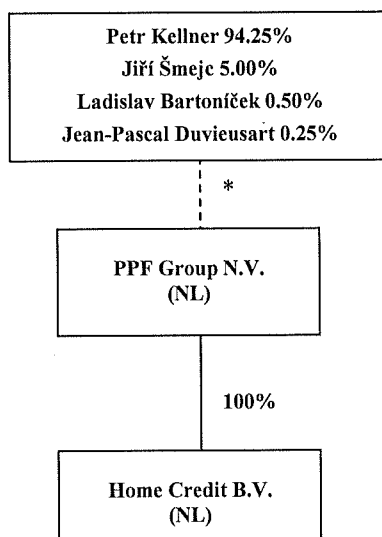 Petr Kellner 94.25%
Jiří Šmejc 5.00%
Ladislav Bartoníček 0.50%
Jean-Pascal Duvieusart 0.25%
*
PPF Group N.V.
(NL)
100%
Home Credit B.V.
(NL)